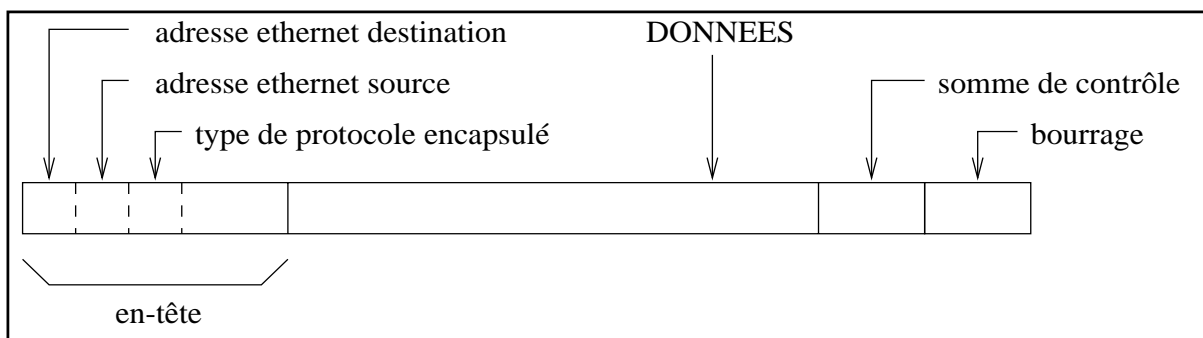 adresse ethernet destination
DONNEES
adresse ethernet source
somme de contrôle
type de protocole encapsulé
bourrage
en-tête